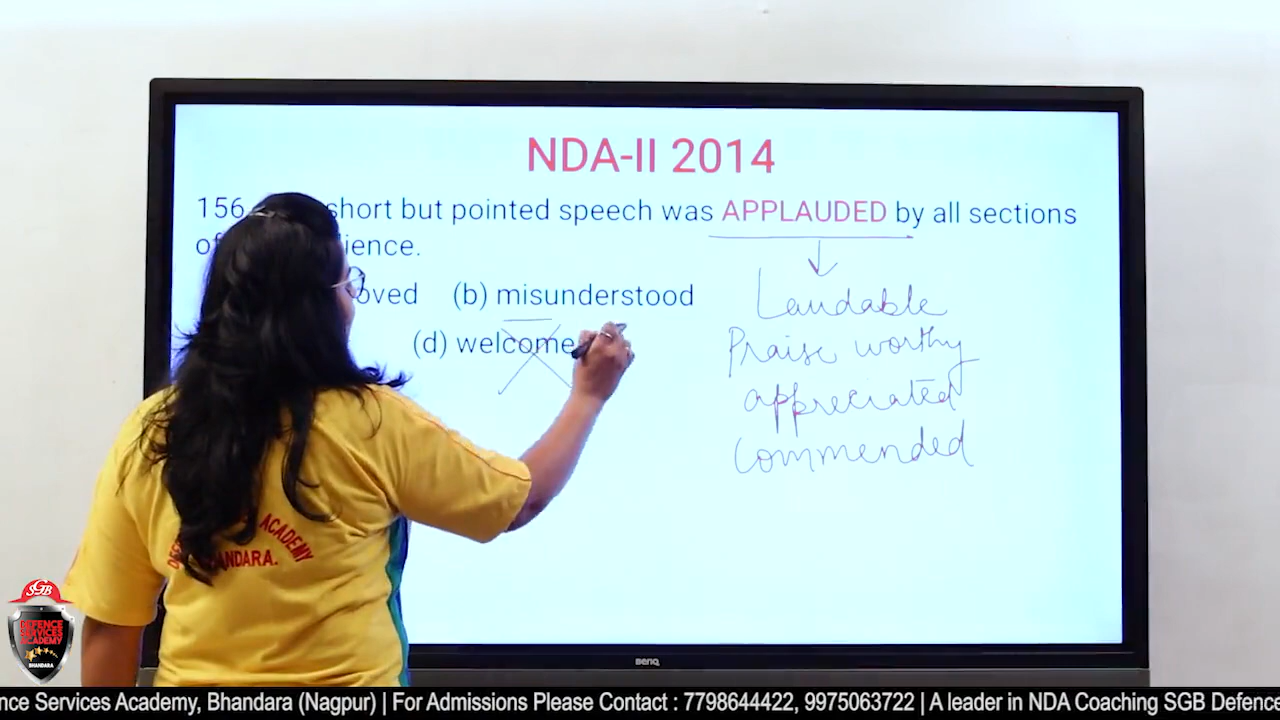 NDA-II 2014
156. short but pointed speech was APPLAUDED by all sections
of ience.
oved (b) misunderstood
(d) welcome
Laudable
Praise worthy
appreciated
commended
ACADEMY
ANDARA.
SGB
DEFENCE
SERVICES
ACADEMY
BHANDARA
BenQ
nce Services Academy, Bhandara (Nagpur) | For Admissions Please Contact : 7798644422, 9975063722 | A leader in NDA Coaching SGB Defence